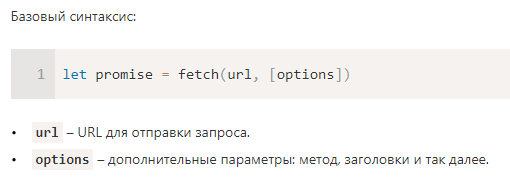 Базовый синтаксис:
1 let promise = fetch(url, [options])
• url – URL для отправки запроса.
• options – дополнительные параметры: метод, заголовки и так далее.